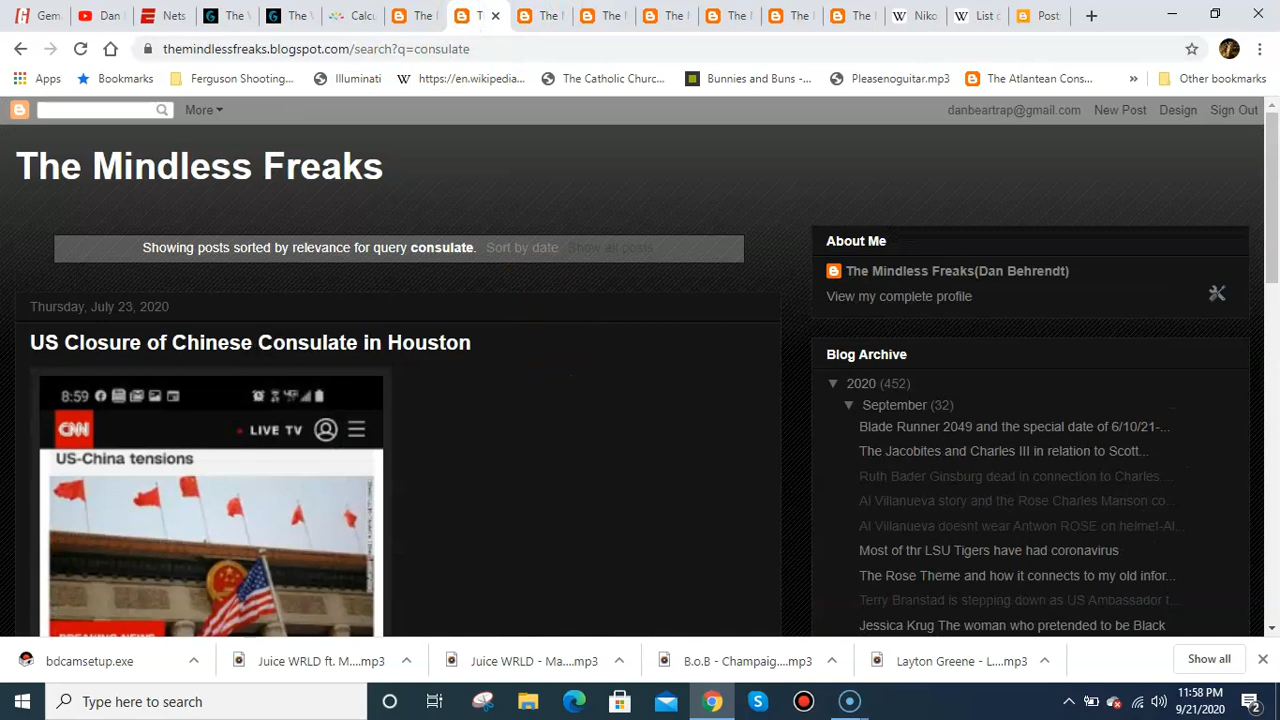 Gem
Dan
Nets
The V
The V
Calcu
The
T
The
The
The
The
The
The
Niko
List o
Post
themindlessfreaks.blogspot.com/search?q=consulate
Apps
Bookmarks
Ferguson Shooting...
Illuminati
https://en.wikipedia...
The Catholic Churc...
Bunnies and Buns -...
Pleasenoguitar.mp3
The Atlantean Cons...
»
Other bookmarks
More
danbeartrap@gmail.com
New Post
Design
Sign Out
The Mindless Freaks
Showing posts sorted by relevance for query consulate. Sort by date Show all posts
Thursday, July 23, 2020
US Closure of Chinese Consulate in Houston
8:59
CNN
LIVE TV
US-China tensions
BREAKING NEWS
About Me
The Mindless Freaks(Dan Behrendt)
View my complete profile
Blog Archive
▼ 2020 (452)
▼ September (32)
Blade Runner 2049 and the special date of 6/10/21-...
The Jacobites and Charles III in relation to Scott...
Ruth Bader Ginsburg dead in connection to Charles ...
Al Villanueva story and the Rose Charles Manson co...
Al Villanueva doesnt wear Antwon ROSE on helmet-Al...
Most of thr LSU Tigers have had coronavirus
The Rose Theme and how it connects to my old infor...
Terry Branstad is stepping down as US Ambassador t...
Jessica Krug The woman who pretended to be Black
bdcamsetup.exe
Juice WRLD ft. M....mp3
Juice WRLD - Ma....mp3
B.o.B - Champaig....mp3
Layton Greene - L....mp3
Show all
Type here to search
11:58 PM
9/21/2020
2